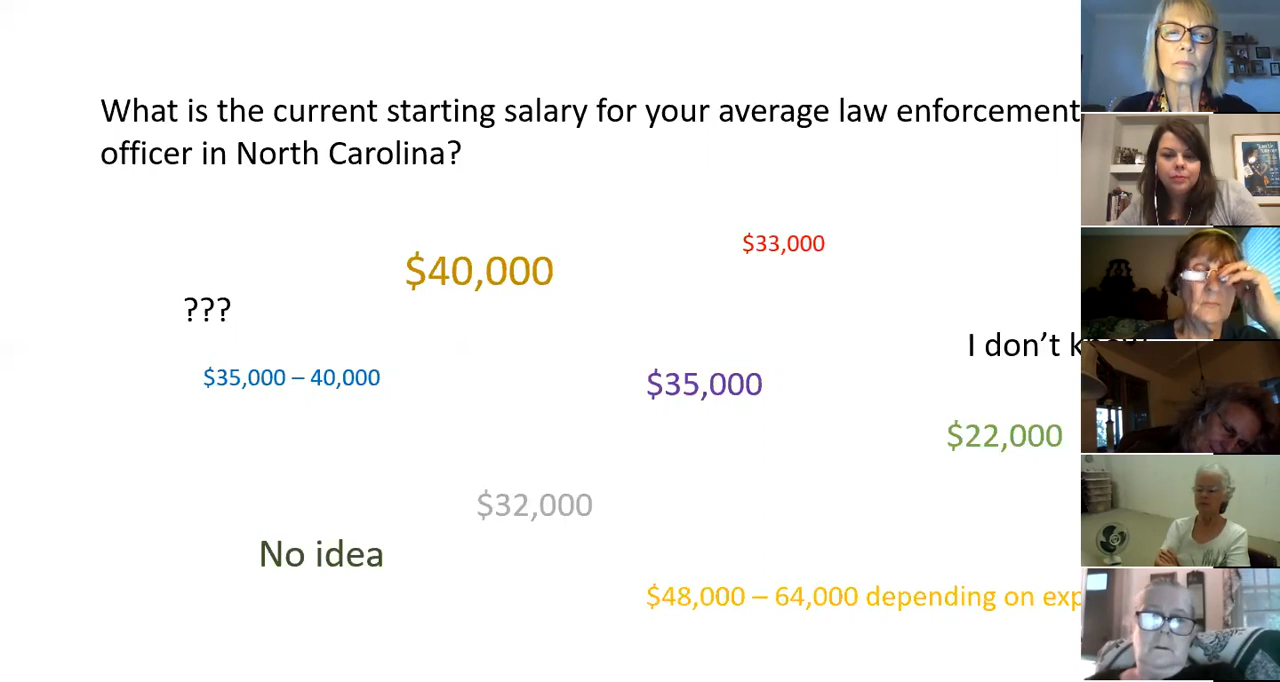 What is the current starting salary for your average law enforcement
officer in North Carolina?
$33,000
$40,000
???
I don't
$35,000 – 40,000
$35,000
$22,000
$32,000
No idea
$48,000 – 64,000 depending on